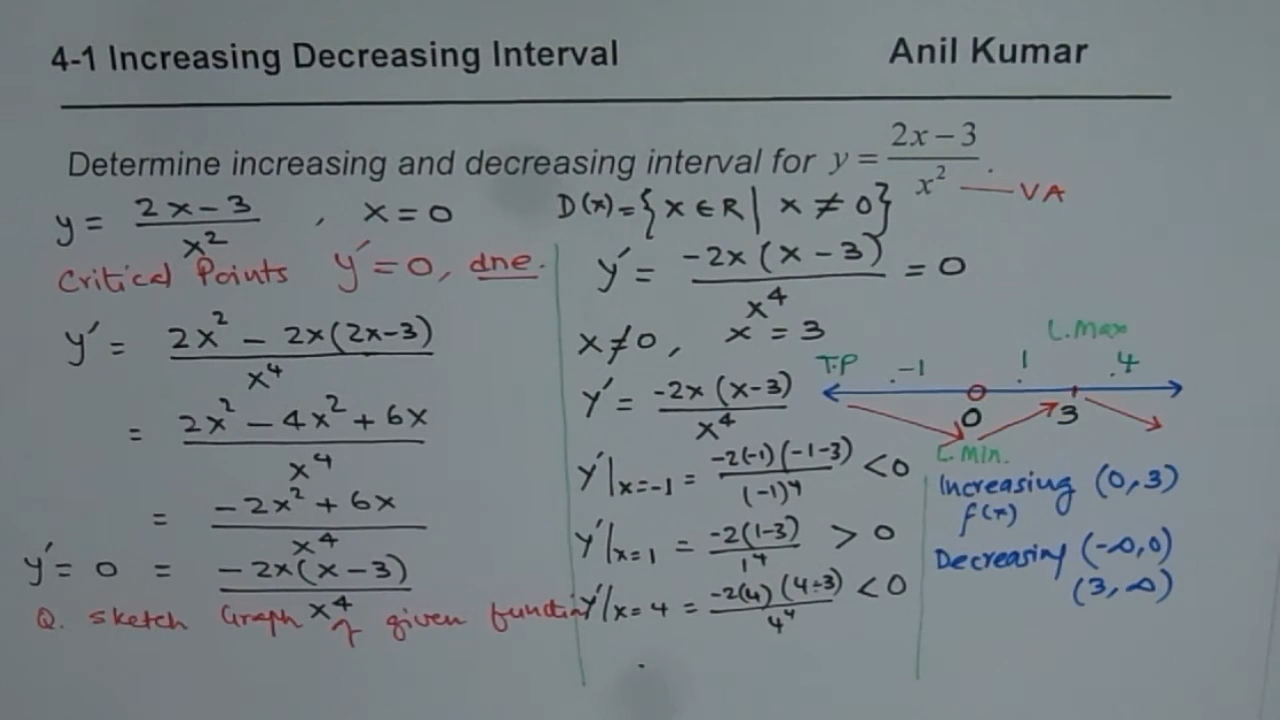 4-1 Increasing Decreasing Interval Anil Kumar
Determine increasing and decreasing interval for y = (2x − 3)/x² — VA
y = (2x−3)/x² , x=0
Critical Points y′=0, dne.
y′ = (2x² − 2x(2x−3))/x⁴
= (2x² − 4x² + 6x)/x⁴
= (−2x² + 6x)/x⁴
y′= 0 = (−2x(x−3))/x⁴
Q. sketch Graph of given function
D(x)={x ∈ R | x ≠ 0}
y′ = (−2x(x−3))/x⁴ = 0
x≠0, x = 3
y′ = (−2x(x−3))/x⁴
y′|x=−1 = (−2(−1)(−1−3))/(−1)⁴ <0
y′|x=1 = (−2(1−3))/1⁴ > 0
y′|x=4 = (−2(4)(4−3))/4⁴ <0
L.Max
T.P −1 1 4
0 3
L.Min.
Increasing (0,3)
f(x)
Decreasing (−∞,0)
(3,∞)